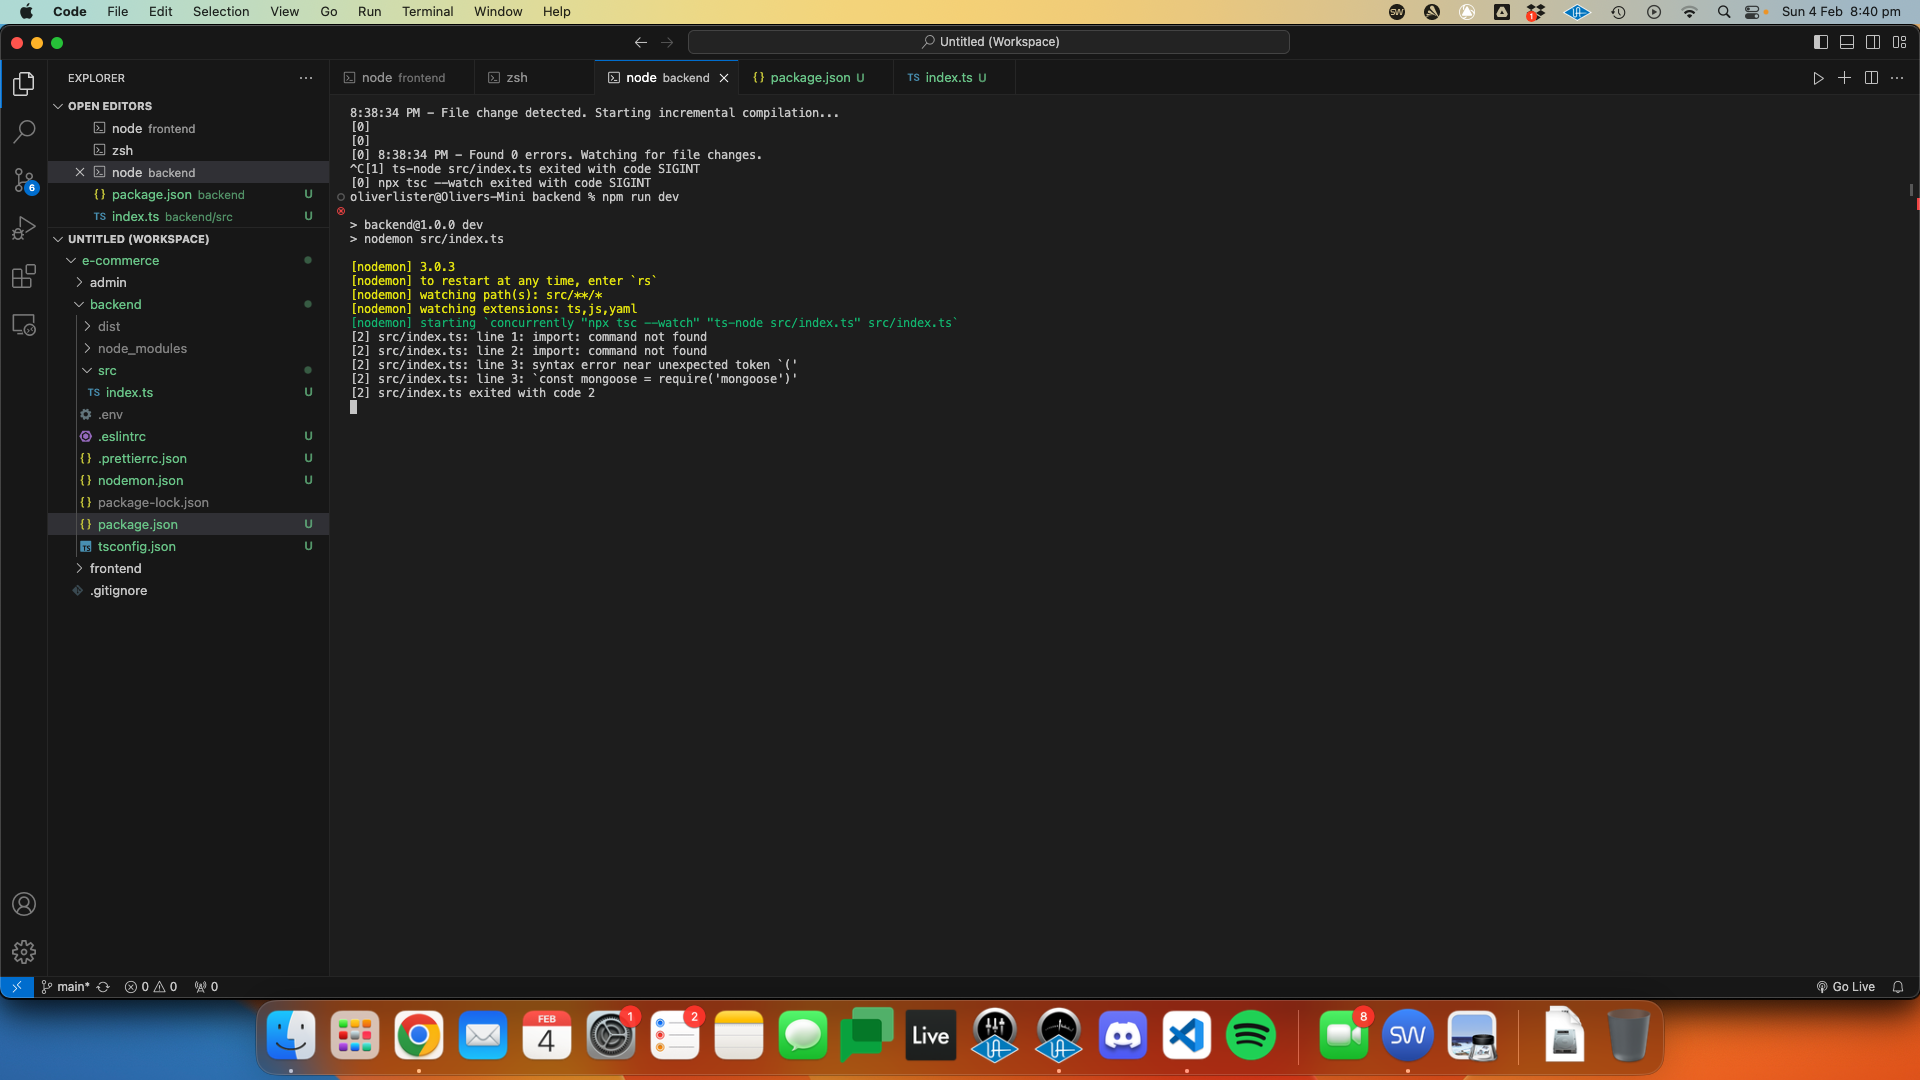 Code File Edit Selection View Go Run Terminal Window Help
SW 1 Sun 4 Feb 8:40 pm
Untitled (Workspace)
EXPLORER
OPEN EDITORS
node frontend
zsh
node backend
package.json backend U
index.ts backend/src U
UNTITLED (WORKSPACE)
e-commerce
admin
backend
dist
node_modules
src
TS index.ts U
.env
.eslintrc U
{} .prettierrc.json U
{} nodemon.json U
{} package-lock.json
{} package.json U
TS tsconfig.json U
frontend
.gitignore
6
node frontend
zsh
node backend
{} package.json U
TS index.ts U
8:38:34 PM - File change detected. Starting incremental compilation...
[0]
[0]
[0] 8:38:34 PM - Found 0 errors. Watching for file changes.
^C[1] ts-node src/index.ts exited with code SIGINT
[0] npx tsc --watch exited with code SIGINT
oliverlister@Olivers-Mini backend % npm run dev
> backend@1.0.0 dev
> nodemon src/index.ts
[nodemon] 3.0.3
[nodemon] to restart at any time, enter `rs`
[nodemon] watching path(s): src/**/*
[nodemon] watching extensions: ts,js,yaml
[nodemon] starting `concurrently "npx tsc --watch" "ts-node src/index.ts" src/index.ts`
[2] src/index.ts: line 1: import: command not found
[2] src/index.ts: line 2: import: command not found
[2] src/index.ts: line 3: syntax error near unexpected token `('
[2] src/index.ts: line 3: `const mongoose = require('mongoose')'
[2] src/index.ts exited with code 2
main* 0 0 0
Go Live
FEB
4
1
2
Live
8
SW